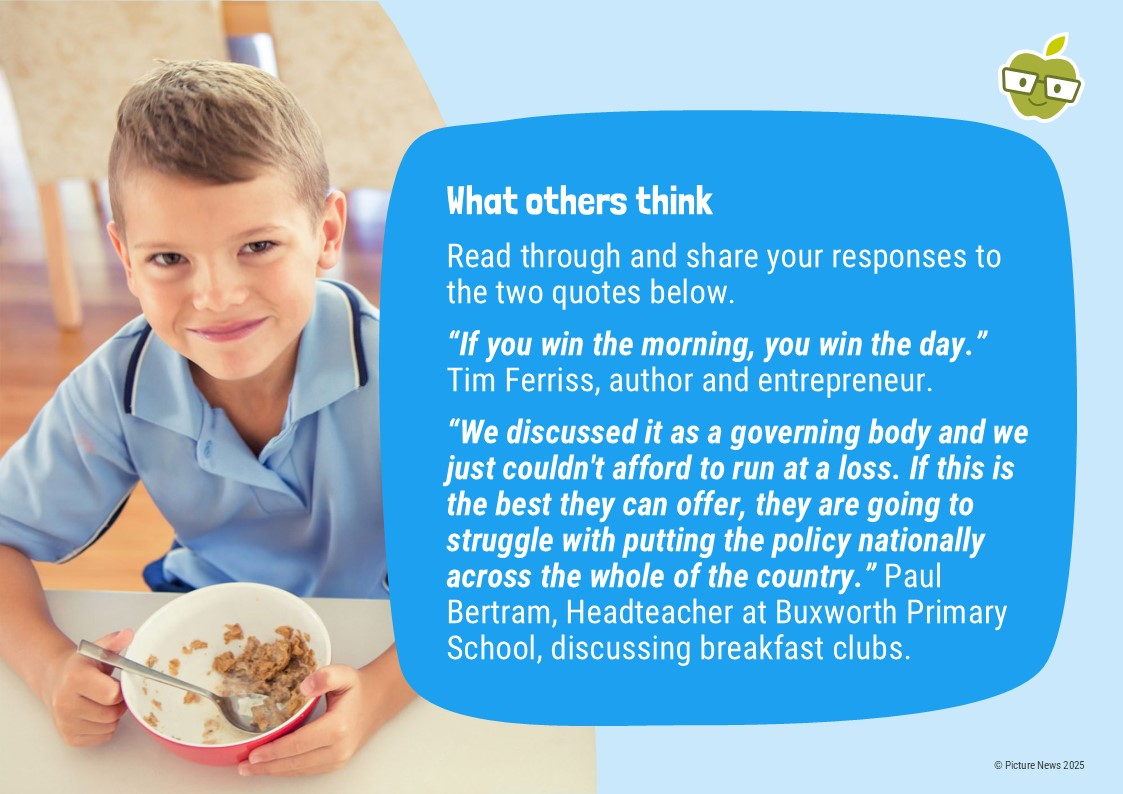 What others think
Read through and share your responses to
the two quotes below.
“If you win the morning, you win the day.”
Tim Ferriss, author and entrepreneur.
“We discussed it as a governing body and we
just couldn't afford to run at a loss. If this is
the best they can offer, they are going to
struggle with putting the policy nationally
across the whole of the country.” Paul
Bertram, Headteacher at Buxworth Primary
School, discussing breakfast clubs.
© Picture News 2025